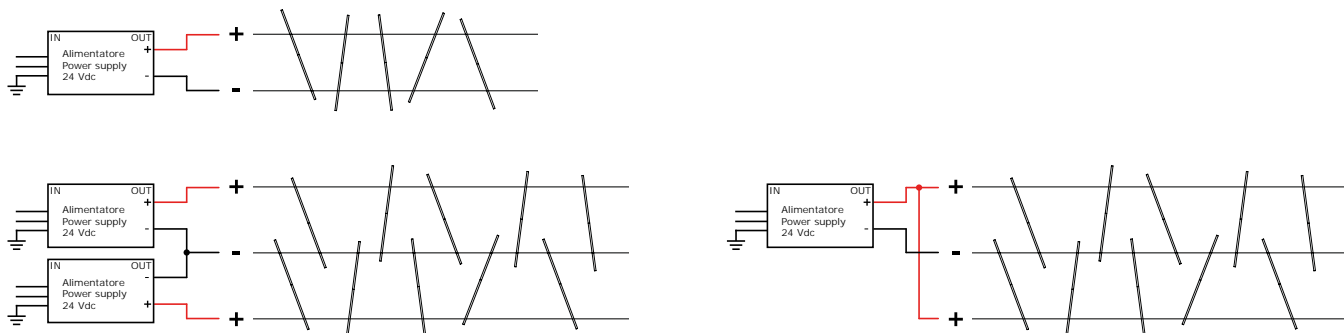 IN OUT
Alimentatore
Power supply
24 Vdc
+
-
+
-
IN OUT
Alimentatore
Power supply
24 Vdc
+
-
+
-
IN OUT
Alimentatore
Power supply
24 Vdc
-
+
+
IN OUT
Alimentatore
Power supply
24 Vdc
+
-
+
-
+